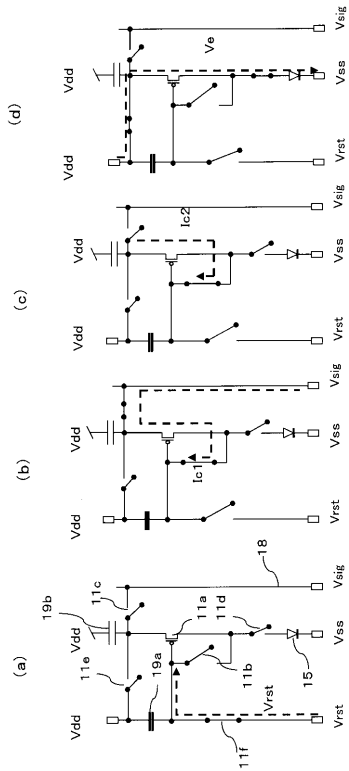 (a)
Vdd
Vdd
19b
11e
11c
19a
11a
11d
11b
Vrst
11f
15
18
Vrst
Vss
Vsig
(b)
Vdd
Vdd
Ic1
Vrst
Vss
Vsig
(c)
Vdd
Vdd
Ic2
Vrst
Vss
Vsig
(d)
Vdd
Vdd
Ve
Vrst
Vss
Vsig